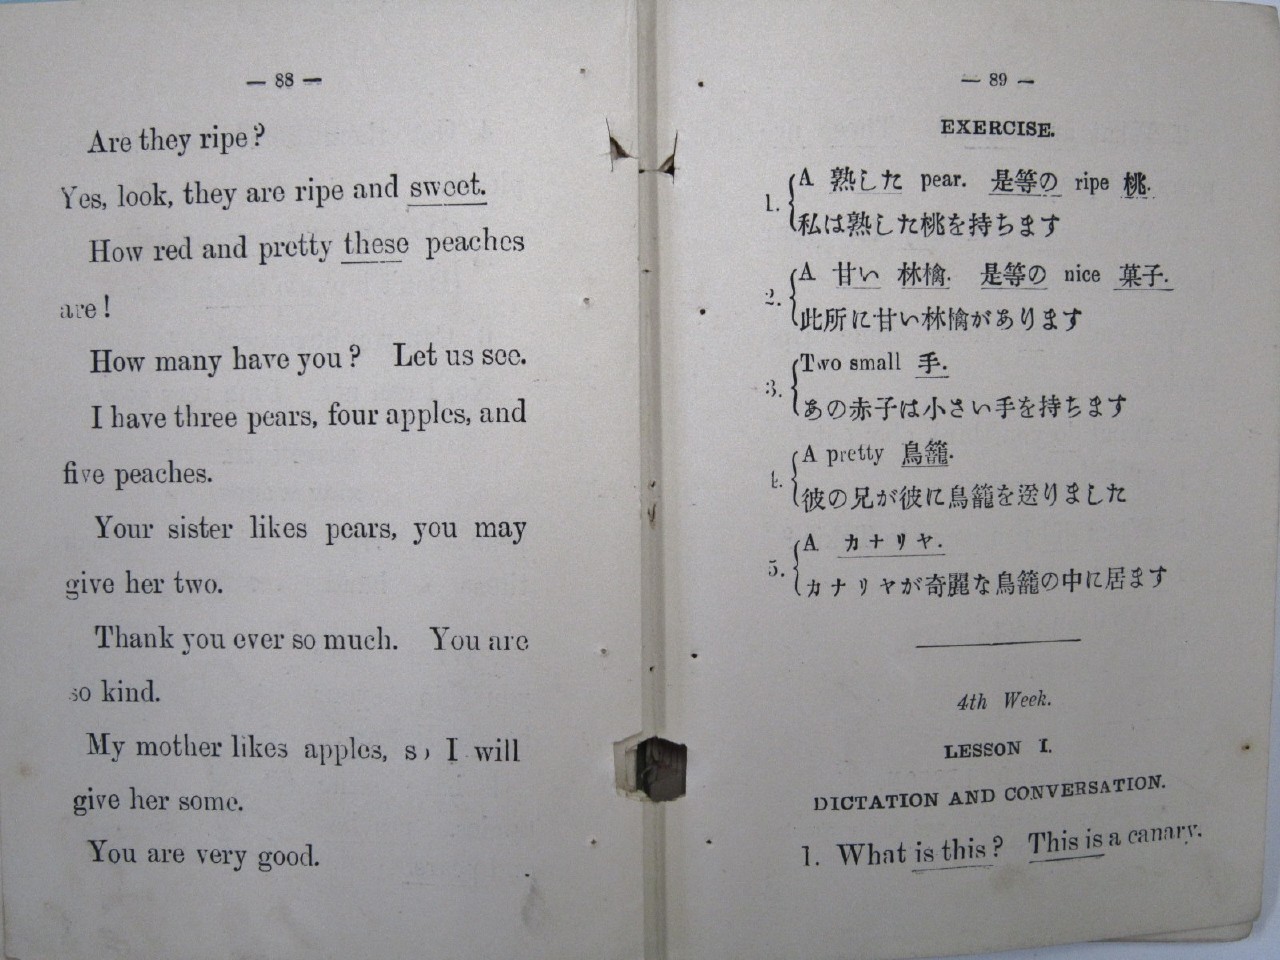 — 88 —
Are they ripe?
Yes, look, they are ripe and sweet.
How red and pretty these peaches
are!
How many have you? Let us see.
I have three pears, four apples, and
five peaches.
Your sister likes pears, you may
give her two.
Thank you ever so much. You are
so kind.
My mother likes apples, so I will
give her some.
You are very good.
— 89 —
EXERCISE.
1. A 熟した pear. 是等の ripe 桃.
私は熟した桃を持ちます
2. A 甘い 林檎. 是等の nice 菓子.
此所に甘い林檎があります
3. Two small 手.
あの赤子は小さい手を持ちます
4. A pretty 鳥籠.
彼の兄が彼に鳥籠を送りました
5. A カナリヤ.
カナリヤが奇麗な鳥籠の中に居ます
4th Week.
LESSON I.
DICTATION AND CONVERSATION.
1. What is this? This is a canary.